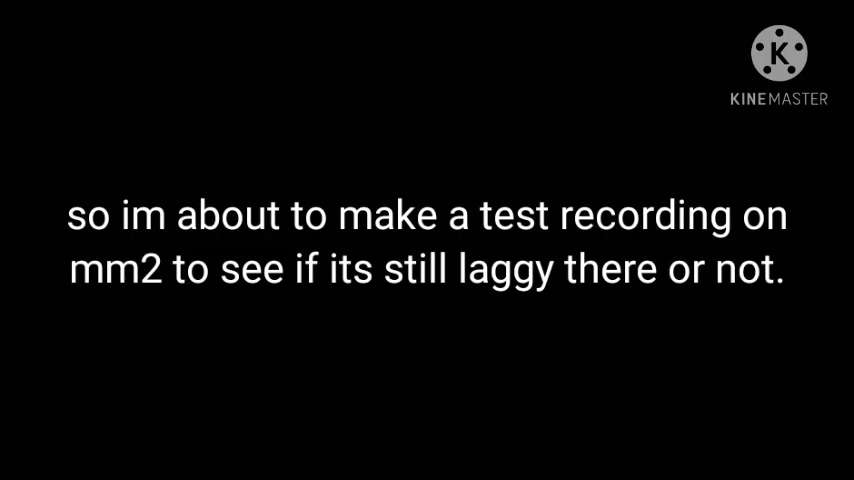 K
KINEMASTER
so im about to make a test recording on
mm2 to see if its still laggy there or not.